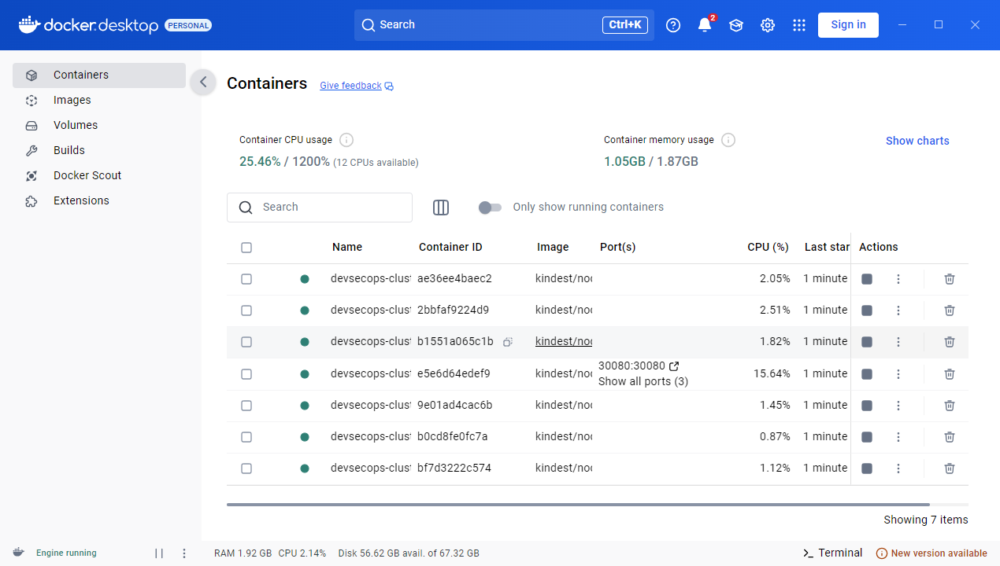 docker.desktop PERSONAL
Search Ctrl+K
2
Sign in
Containers
Images
Volumes
Builds
Docker Scout
Extensions
Containers Give feedback
Container CPU usage
25.46% / 1200% (12 CPUs available)
Container memory usage
1.05GB / 1.87GB
Show charts
Search
Only show running containers
Name Container ID Image Port(s) CPU (%) Last star Actions
devsecops-clust ae36ee4baec2 kindest/noc 2.05% 1 minute
devsecops-clust 2bbfaf9224d9 kindest/noc 2.51% 1 minute
devsecops-clust b1551a065c1b kindest/noc 1.82% 1 minute
devsecops-clust e5e6d64edef9 kindest/noc 30080:30080 15.64% 1 minute
Show all ports (3)
devsecops-clust 9e01ad4cac6b kindest/noc 1.45% 1 minute
devsecops-clust b0cd8fe0fc7a kindest/noc 0.87% 1 minute
devsecops-clust bf7d3222c574 kindest/noc 1.12% 1 minute
Showing 7 items
Engine running
RAM 1.92 GB CPU 2.14% Disk 56.62 GB avail. of 67.32 GB
Terminal
New version available